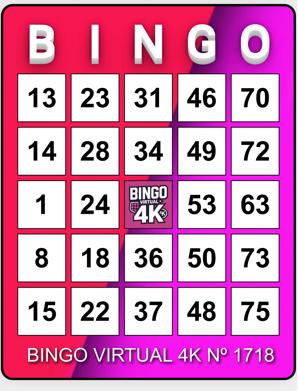 BINGO
13 23 31 46 70
14 28 34 49 72
1 24 BINGO VIRTUAL 4K 53 63
8 18 36 50 73
15 22 37 48 75
BINGO VIRTUAL 4K Nº 1718